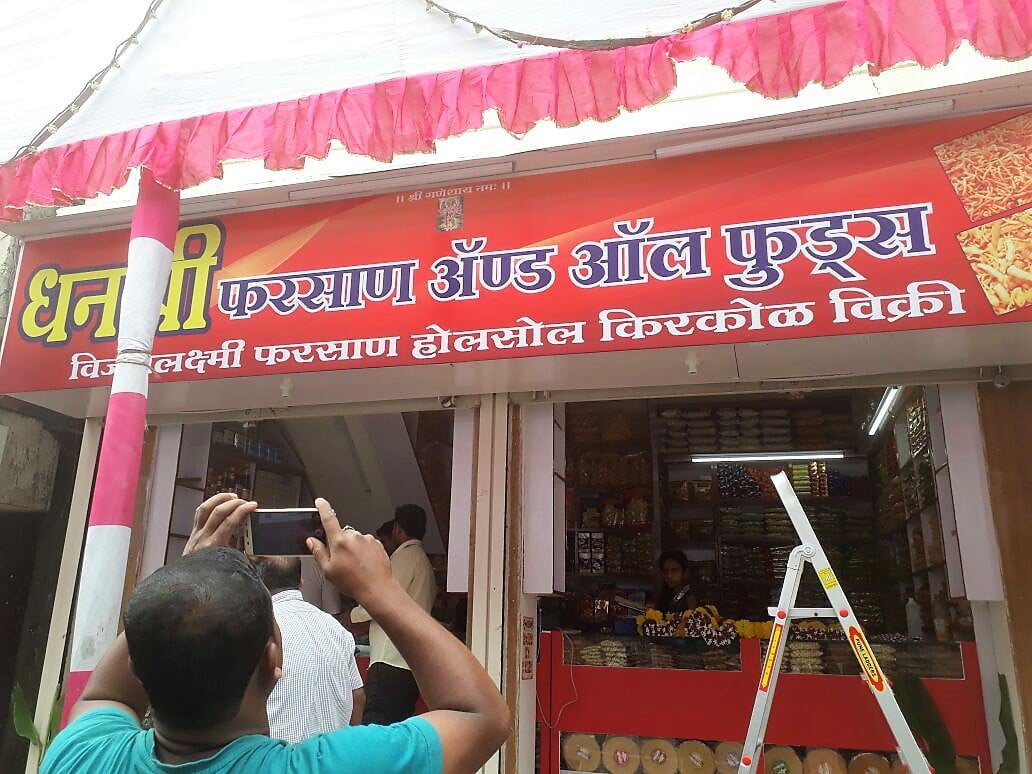 ।। श्री गणेशाय नमः ।।
फरसाण ॲण्ड ऑल फुड्स
फरसाण होलसोल किरकोळ विक्री